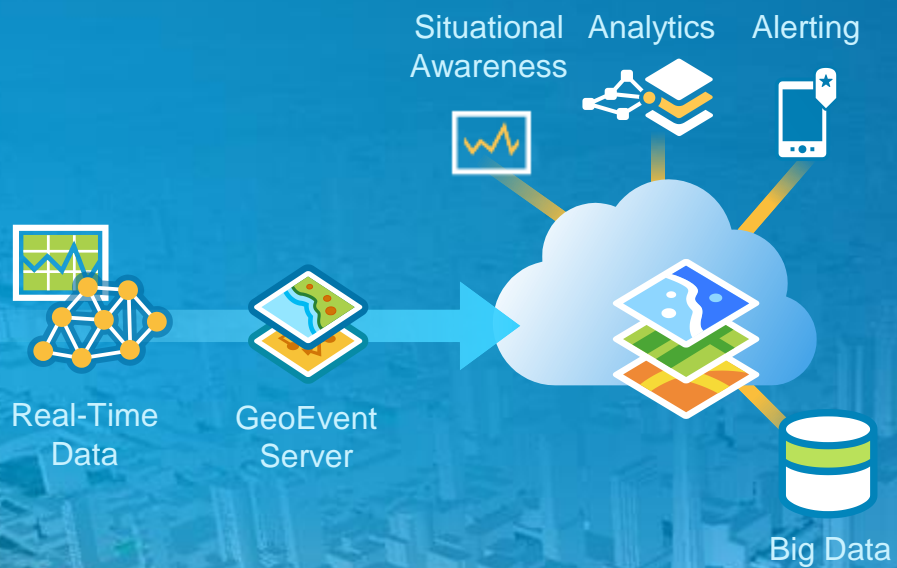 Situational
Awareness
Analytics
Alerting
Real-Time
Data
GeoEvent
Server
Big Data